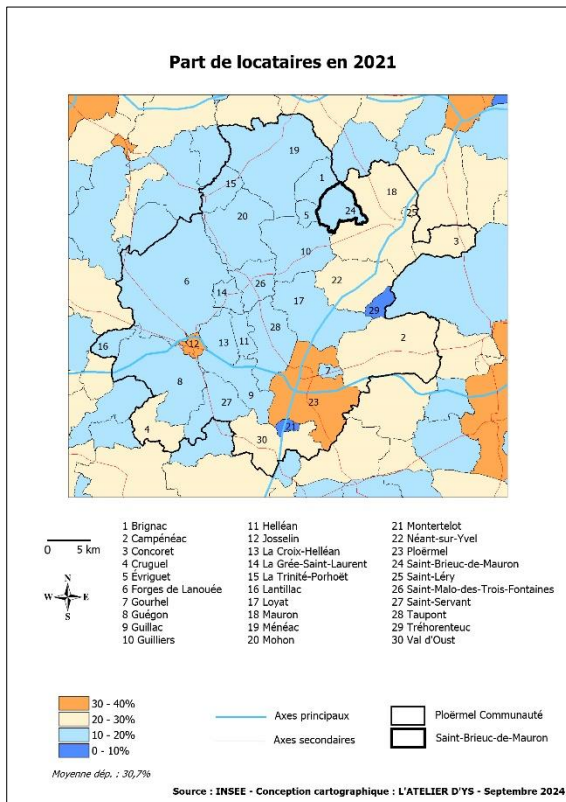 Part de locataires en 2021
19
1
18
15
24
25
20
5
3
10
6
26
22
14
17
29
28
16
12
13
11
2
7
8
9
27
23
21
4
30
0 5 km
N
W E
S
1 Brignac
2 Campénéac
3 Concoret
4 Cruguel
5 Évriguet
6 Forges de Lanouée
7 Gourhel
8 Guégon
9 Guillac
10 Guilliers
11 Helléan
12 Josselin
13 La Croix-Helléan
14 La Grée-Saint-Laurent
15 La Trinité-Porhoët
16 Lantillac
17 Loyat
18 Mauron
19 Ménéac
20 Mohon
21 Montertelot
22 Néant-sur-Yvel
23 Ploërmel
24 Saint-Brieuc-de-Mauron
25 Saint-Léry
26 Saint-Malo-des-Trois-Fontaines
27 Saint-Servant
28 Taupont
29 Tréhorenteuc
30 Val d'Oust
30 - 40%
20 - 30%
10 - 20%
0 - 10%
Moyenne dép. : 30,7%
Axes principaux
Axes secondaires
Ploërmel Communauté
Saint-Brieuc-de-Mauron
Source : INSEE - Conception cartographique : L'ATELIER D'YS - Septembre 2024